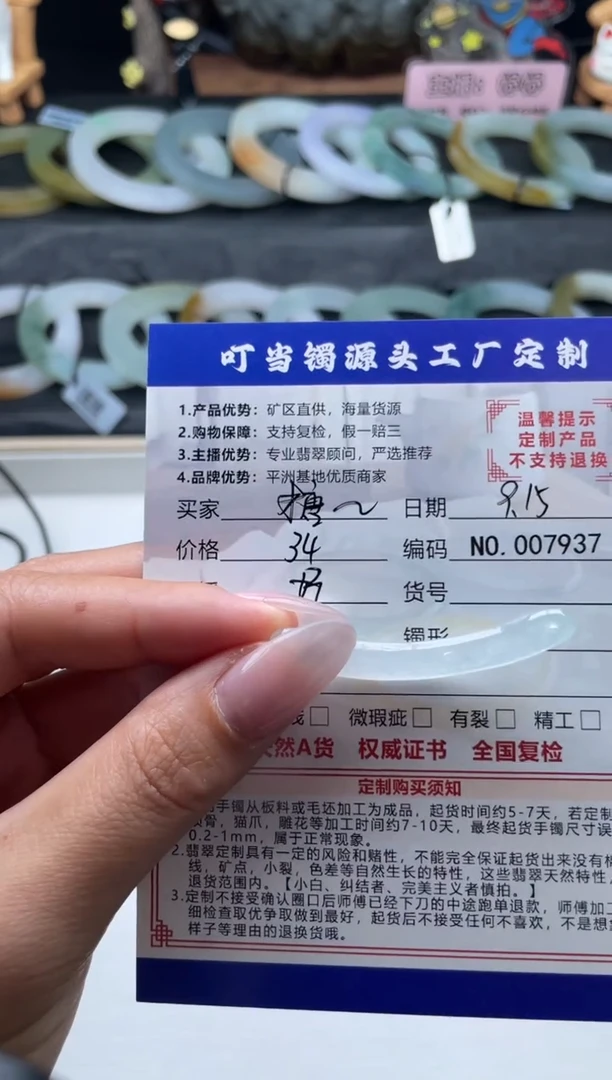 叮当镯源头工厂定制
1.产品优势：矿区直供，海量货源
2.购物保障：支持复检，假一赔三
3.主播优势：专业翡翠顾问，严选推荐
4.品牌优势：平洲基地优质商家
温馨提示
定制产品
不支持退换
买家 糖～ 日期 9.15
价格 34 编码 NO.007937
货号
镯形
微瑕疵□ 有裂□ 精工□
然A货 权威证书 全国复检
定制购买须知
手镯从板料或毛坯加工为成品，起货时间约5-7天，若定制
骨，猫爪，雕花等加工时间约7-10天，最终起货手镯尺寸误
0.2-1mm，属于正常现象。
2.翡翠定制具有一定的风险和赌性，不能完全保证起货出来没有棉
线，矿点，小裂，色差等自然生长的特性，这些翡翠天然特性，
退货范围内。【小白、纠结者、完美主义者慎拍。】
3.定制不接受确认圈口后师傅已经下刀的中途跑单退款，师傅加工
细检查取优争取做到最好，起货后不接受任何不喜欢，不是想
样子等理由的退换货哦。